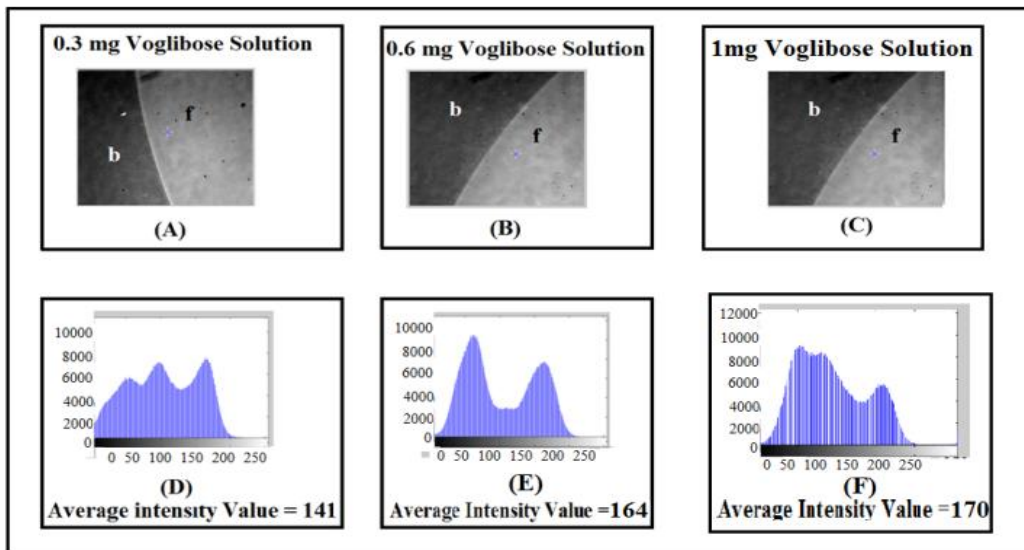 0.3 mg Voglibose Solution
b
f
(A)
0.6 mg Voglibose Solution
b
f
(B)
1mg Voglibose Solution
b
f
(C)
10000
8000
6000
4000
2000
0
0 50 100 150 200 250
(D)
Average intensity Value = 141
10000
8000
6000
4000
2000
0
0 50 100 150 200 250
(E)
Average Intensity Value =164
12000
10000
8000
6000
4000
2000
0
0 50 100 150 200 250
(F)
Average Intensity Value =170